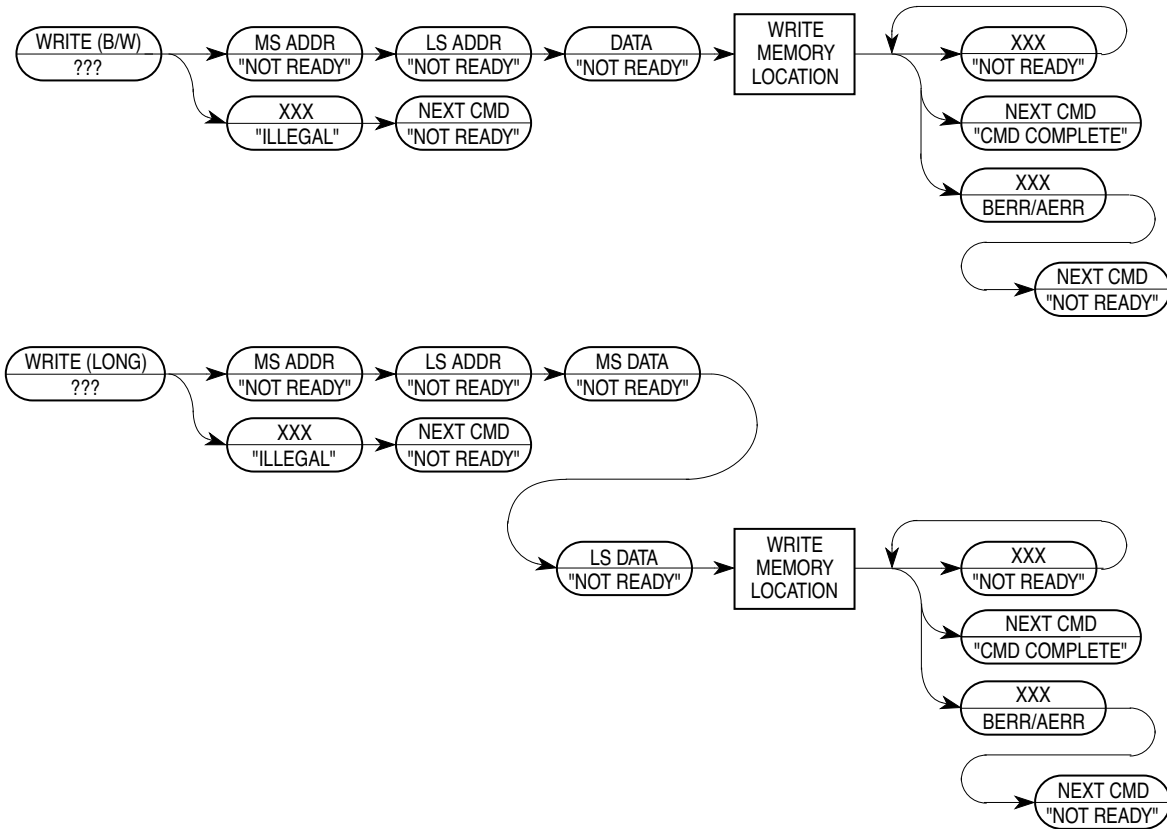 WRITE (B/W)
???
MS ADDR
"NOT READY"
LS ADDR
"NOT READY"
DATA
"NOT READY"
WRITE
MEMORY
LOCATION
XXX
"NOT READY"
XXX
"ILLEGAL"
NEXT CMD
"NOT READY"
NEXT CMD
"CMD COMPLETE"
XXX
BERR/AERR
NEXT CMD
"NOT READY"
WRITE (LONG)
???
MS ADDR
"NOT READY"
LS ADDR
"NOT READY"
MS DATA
"NOT READY"
XXX
"ILLEGAL"
NEXT CMD
"NOT READY"
LS DATA
"NOT READY"
WRITE
MEMORY
LOCATION
XXX
"NOT READY"
NEXT CMD
"CMD COMPLETE"
XXX
BERR/AERR
NEXT CMD
"NOT READY"